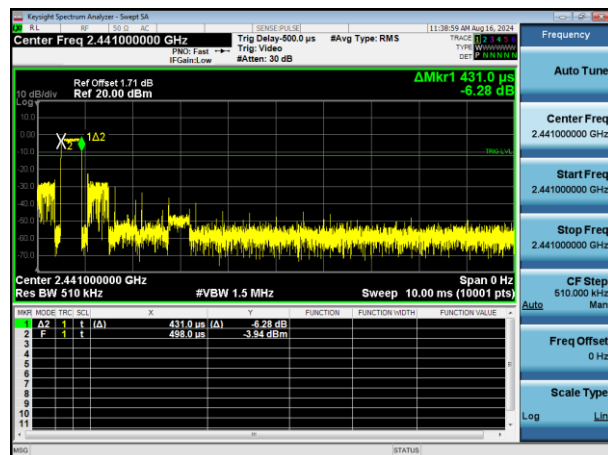 Keysight Spectrum Analyzer - Swept SA
RL RF 50 Ω AC SENSE:PULSE 11:38:59 AM Aug 16, 2024
Center Freq 2.441000000 GHz
PNO: Fast
IFGain:Low
Trig Delay-500.0 µs
Trig: Video
#Atten: 30 dB
#Avg Type: RMS
TRACE 1 2 3 4 5 6
TYPE WWWWWW
DET P N N N N N
Ref Offset 1.71 dB
Ref 20.00 dBm
10 dB/div
Log
ΔMkr1 431.0 µs
-6.28 dB
10.0
0.00
-10.0
-20.0
-30.0
-40.0
-50.0
-60.0
-70.0
X2
1Δ2
TRIG LVL
Center 2.441000000 GHz Span 0 Hz
Res BW 510 kHz #VBW 1.5 MHz Sweep 10.00 ms (10001 pts)
MKR MODE TRC SCL X Y FUNCTION FUNCTION WIDTH FUNCTION VALUE
1 Δ2 1 t (Δ) 431.0 µs (Δ) -6.28 dB
2 F 1 t 498.0 µs -3.94 dBm
3
4
5
6
7
8
9
10
11
MSG STATUS
Frequency
Auto Tune
Center Freq
2.441000000 GHz
Start Freq
2.441000000 GHz
Stop Freq
2.441000000 GHz
CF Step
510.000 kHz
Auto Man
Freq Offset
0 Hz
Scale Type
Log Lin